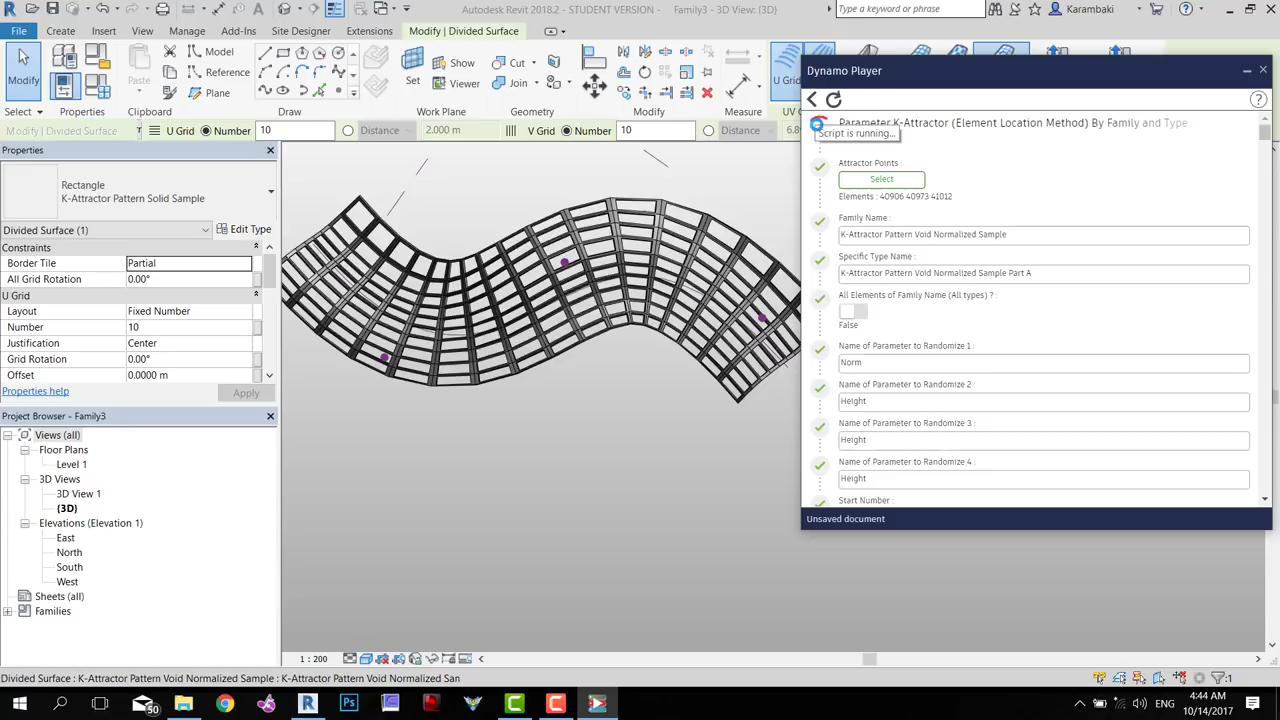 Autodesk Revit 2018.2 - STUDENT VERSION - Family3 - 3D View: {3D}
Type a keyword or phrase
Karambaki
File
Create
Insert
View
Manage
Add-Ins
Site Designer
Extensions
Modify | Divided Surface
Modify
Paste
Model
Reference
Plane
Set
Show
Viewer
Cut
Join
U Grid
Select
Properties
Clipboard
Draw
Work Plane
Geometry
Modify
Measure
Modify | Divided Surface
U Grid
Number
10
Distance
2.000 m
V Grid
Number
10
Distance
Properties
Rectangle
K-Attractor Pattern Void Normalized Sample
Divided Surface (1)
Edit Type
Constraints
Border Tile
Partial
All Grid Rotation
0.00°
U Grid
Layout
Fixed Number
Number
10
Justification
Center
Grid Rotation
0.00°
Offset
0.0000 m
Properties help
Apply
Project Browser - Family3
Views (all)
Floor Plans
Level 1
3D Views
3D View 1
{3D}
Elevations (Elevation 1)
East
North
South
West
Sheets (all)
Families
Dynamo Player
Parameter K-Attractor (Element Location Method) By Family and Type
Script is running...
Attractor Points :
Select
Elements : 40906 40973 41012
Family Name :
K-Attractor Pattern Void Normalized Sample
Specific Type Name :
K-Attractor Pattern Void Normalized Sample Part A
All Elements of Family Name (All types) ? :
False
Name of Parameter to Randomize 1 :
Norm
Name of Parameter to Randomize 2 :
Height
Name of Parameter to Randomize 3 :
Height
Name of Parameter to Randomize 4 :
Height
Start Number :
Unsaved document
1 : 200
Divided Surface : K-Attractor Pattern Void Normalized Sample : K-Attractor Pattern Void Normalized San
:1
50
ENG
4:44 AM
10/14/2017